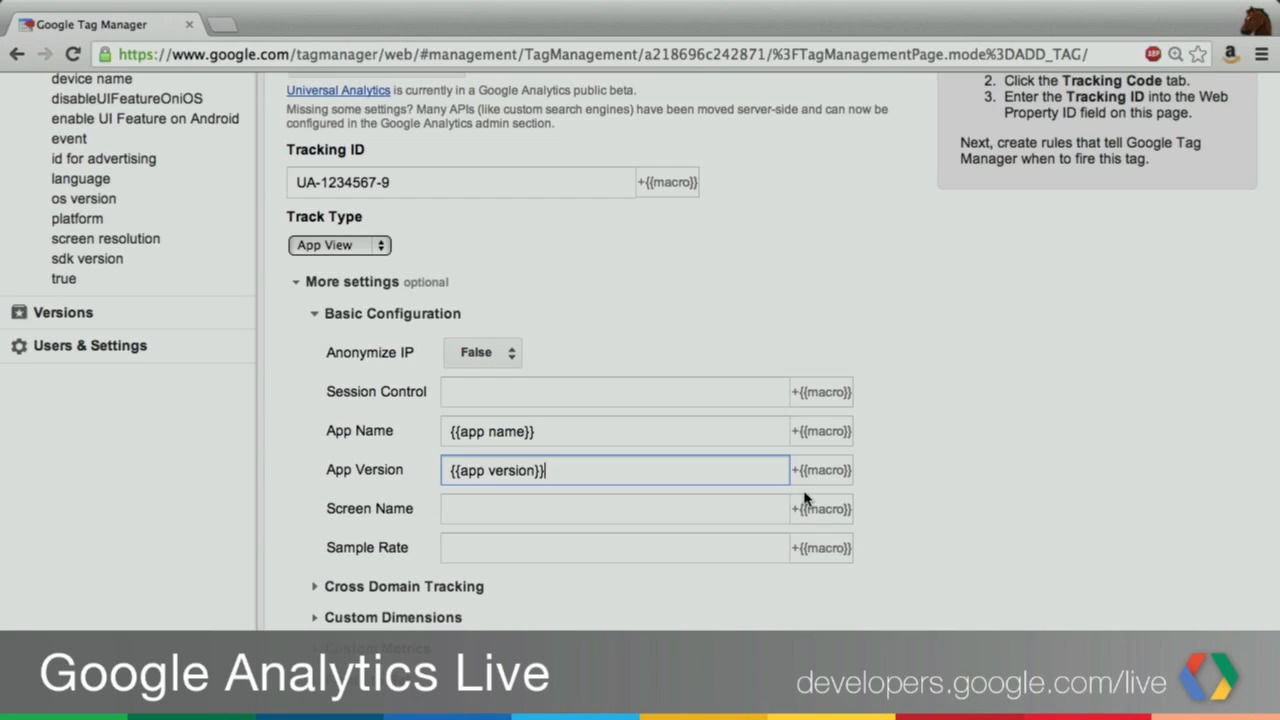 Google Tag Manager
https://www.google.com/tagmanager/web/#management/TagManagement/a218696c242871/%3FTagManagementPage.mode%3DADD_TAG/
ABP
device name
disableUIFeatureOniOS
enable UI Feature on Android
event
id for advertising
language
os version
platform
screen resolution
sdk version
true
Versions
Users & Settings
Universal Analytics is currently in a Google Analytics public beta.
Missing some settings? Many APIs (like custom search engines) have been moved server-side and can now be
configured in the Google Analytics admin section.
Tracking ID
UA-1234567-9 +{{macro}}
Track Type
App View
More settings optional
Basic Configuration
Anonymize IP False
Session Control +{{macro}}
App Name {{app name}} +{{macro}}
App Version {{app version}} +{{macro}}
Screen Name +{{macro}}
Sample Rate +{{macro}}
Cross Domain Tracking
Custom Dimensions
Custom Metrics
2. Click the Tracking Code tab.
3. Enter the Tracking ID into the Web
Property ID field on this page.
Next, create rules that tell Google Tag
Manager when to fire this tag.
Google Analytics Live
developers.google.com/live